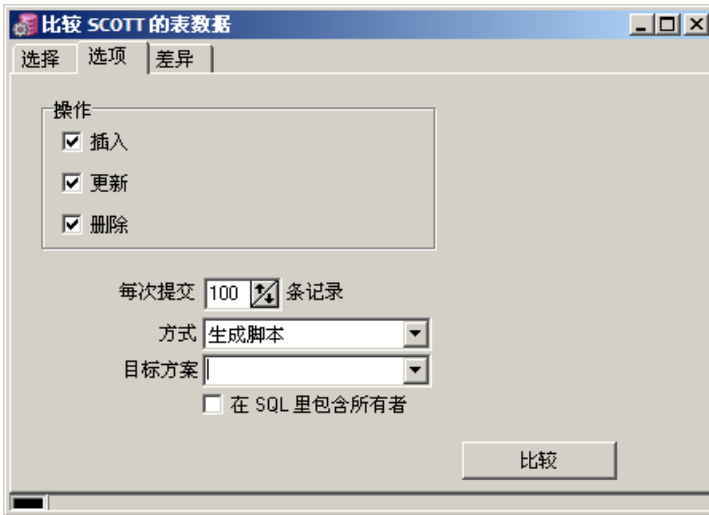 比较 SCOTT 的表数据
选择 选项 差异
操作
插入
更新
删除
每次提交 100 条记录
方式 生成脚本
目标方案
在 SQL 里包含所有者
比较